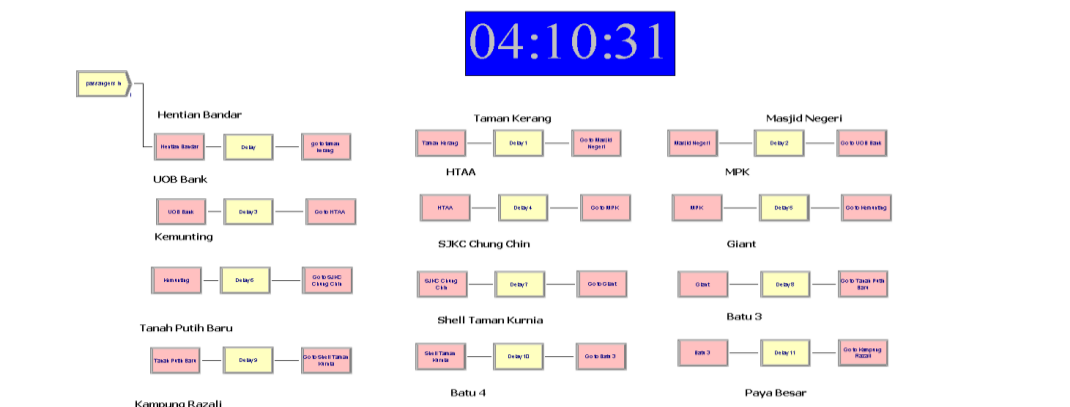 04:10:31
passengers in
Hentian Bandar
Taman Kerang
Masjid Negeri
Hentian Bandar
Delay
go to taman
kerang
Taman Kerang
Delay 1
Go to Masjid
Negeri
Masjid Negeri
Delay 2
Go to UOB Bank
UOB Bank
HTAA
MPK
UOB Bank
Delay 3
Go to HTAA
HTAA
Delay 4
Go to MPK
MPK
Go to Kemunting
Kemunting
SJKC Chung Chin
Giant
Kemunting
Go to SJKC
Chung Chin
SJKC Chung
Chin
Delay 7
Go to Giant
Giant
Delay 8
Go to Tanah Putih
Baru
Tanah Putih Baru
Shell Taman Kurnia
Batu 3
Tanah Putih Baru
Delay 9
Go to Shell Taman
Kurnia
Shell Taman
Kurnia
Delay 10
Go to Batu 3
Batu 3
Delay 11
Go to Kampung
Razali
Kampung Razali
Batu 4
Paya Besar